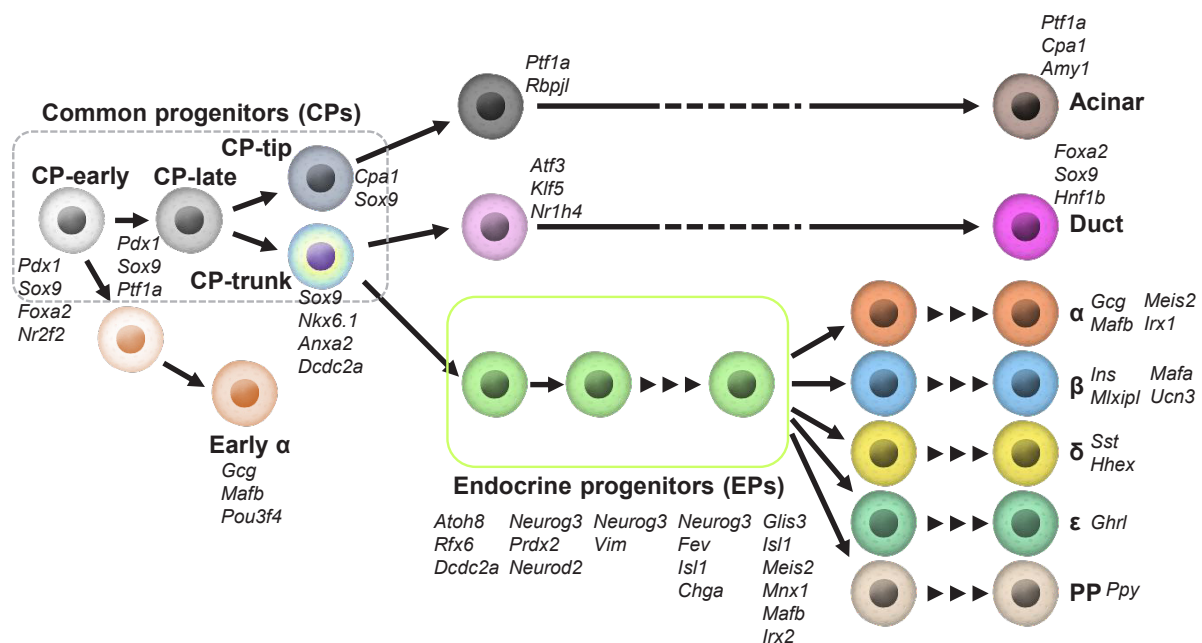 Common progenitors (CPs)
CP-early
CP-late
CP-tip
CP-trunk
Pdx1
Sox9
Foxa2
Nr2f2
Pdx1
Sox9
Ptf1a
Cpa1
Sox9
Sox9
Nkx6.1
Anxa2
Dcdc2a
Early α
Gcg
Mafb
Pou3f4
Ptf1a
Rbpjl
Ptf1a
Cpa1
Amy1
Acinar
Atf3
Klf5
Nr1h4
Foxa2
Sox9
Hnf1b
Duct
Endocrine progenitors (EPs)
Atoh8
Rfx6
Dcdc2a
Neurog3
Prdx2
Neurod2
Neurog3
Vim
Neurog3
Fev
Isl1
Chga
Glis3
Isl1
Meis2
Mnx1
Mafb
Irx2
α
Gcg
Mafb
Meis2
Irx1
β
Ins
Mlxipl
Mafa
Ucn3
δ
Sst
Hhex
ε
Ghrl
PP
Ppy